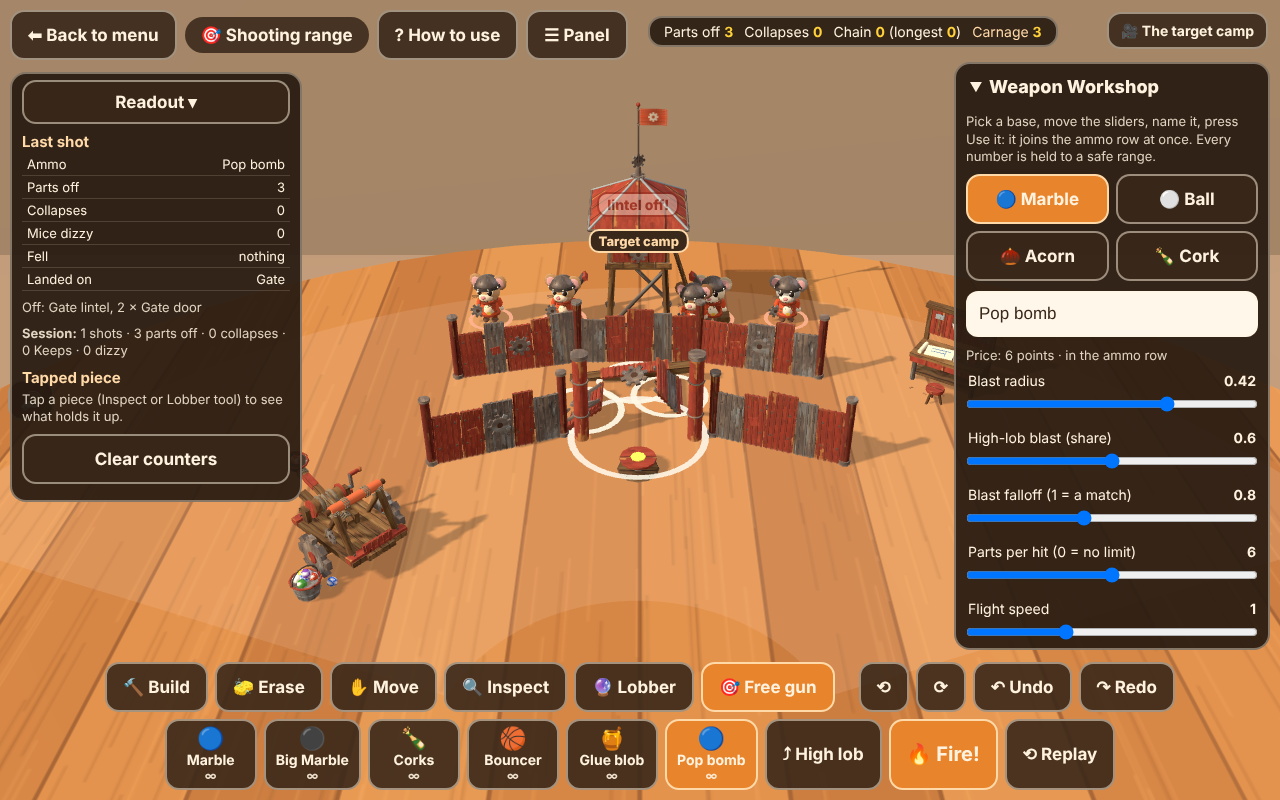 ⬅ Back to menu
🎯 Shooting range
? How to use
☰ Panel
Parts off 3 Collapses 0 Chain 0 (longest 0) Carnage 3
🎥 The target camp
Readout ▾
Last shot
Ammo Pop bomb
Parts off 3
Collapses 0
Mice dizzy 0
Fell nothing
Landed on Gate
Off: Gate lintel, 2 × Gate door
Session: 1 shots · 3 parts off · 0 collapses ·
0 Keeps · 0 dizzy
Tapped piece
Tap a piece (Inspect or Lobber tool) to see
what holds it up.
Clear counters
lintel off!
Target camp
▼ Weapon Workshop
Pick a base, move the sliders, name it, press
Use it: it joins the ammo row at once. Every
number is held to a safe range.
🔵 Marble
⚪ Ball
🌰 Acorn
🍾 Cork
Pop bomb
Price: 6 points · in the ammo row
Blast radius 0.42
High-lob blast (share) 0.6
Blast falloff (1 = a match) 0.8
Parts per hit (0 = no limit) 6
Flight speed 1
🔨 Build
🧽 Erase
✋ Move
🔍 Inspect
🔮 Lobber
🎯 Free gun
⟲
⟳
↶ Undo
↷ Redo
Marble
∞
Big Marble
∞
Corks
∞
Bouncer
∞
Glue blob
∞
Pop bomb
∞
⤴ High lob
🔥 Fire!
⟲ Replay